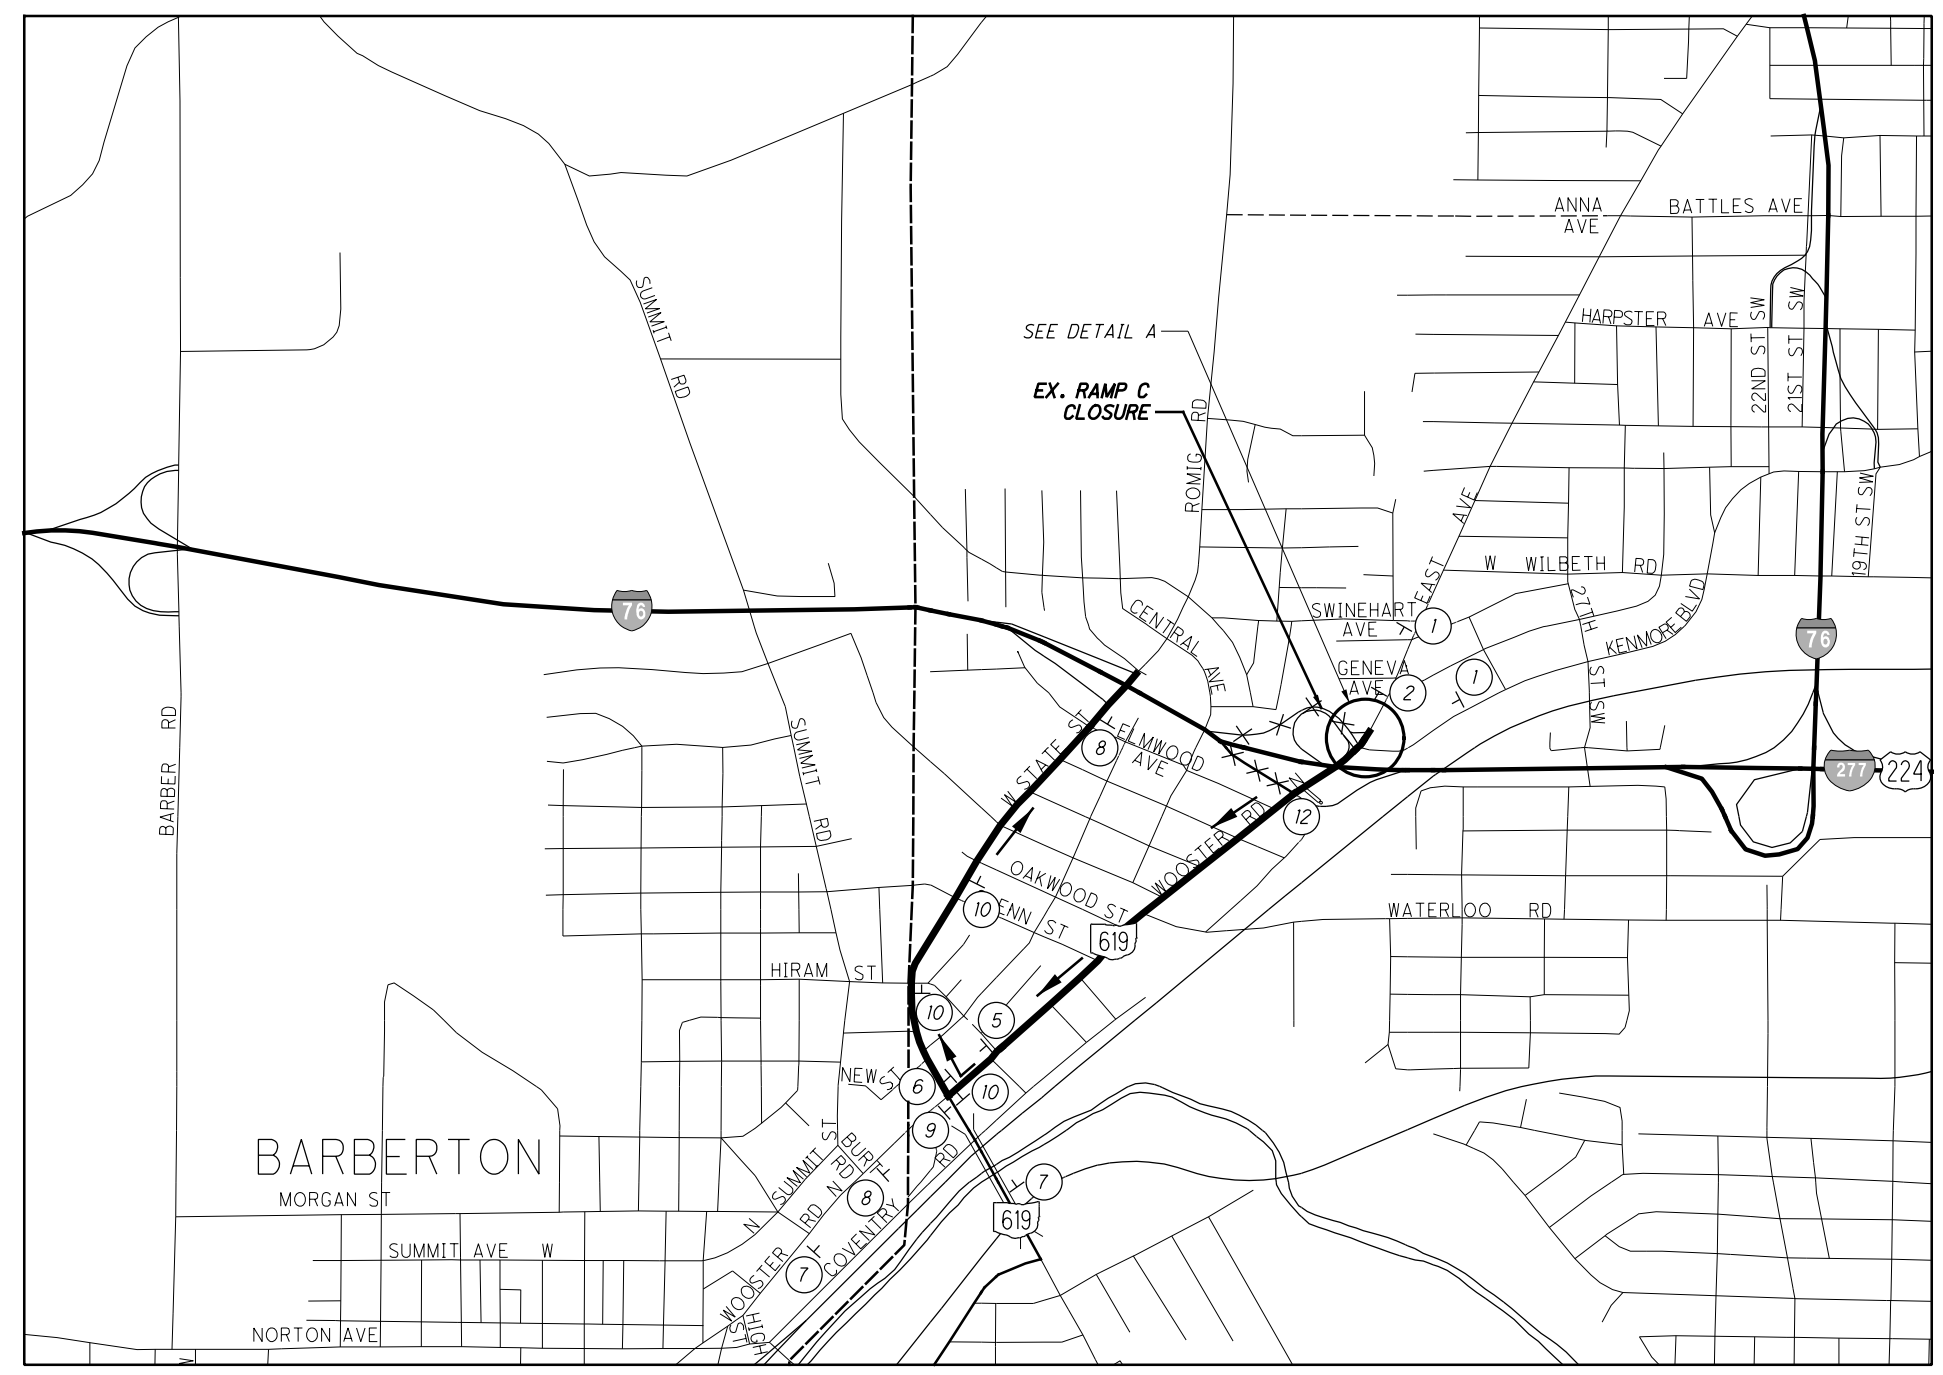 ANNA
AVE
BATTLES AVE
SUMMIT
RD
SEE DETAIL A
EX. RAMP C
CLOSURE
HARPSTER AVE
22ND ST SW
21ST ST SW
ROMIG RD
EAST AVE
19TH ST SW
W WILBETH RD
76
CENTRAL AVE
SWINEHART
AVE
1
27TH ST SW
KENMORE BLVD
76
GENEVA
AVE
2
1
BARBER RD
SUMMIT RD
W STATE ST
8
ELMWOOD
AVE
N
12
277
224
WOOSTER RD
OAKWOOD ST
10
ENN ST
WATERLOO RD
619
HIRAM ST
10
5
NEW ST
6
10
9
BARBERTON
MORGAN ST
N SUMMIT ST
BURT
RD
8
7
619
COVENTRY RD
SUMMIT AVE W
7
WOOSTER RD N
HIGH
ST
NORTON AVE